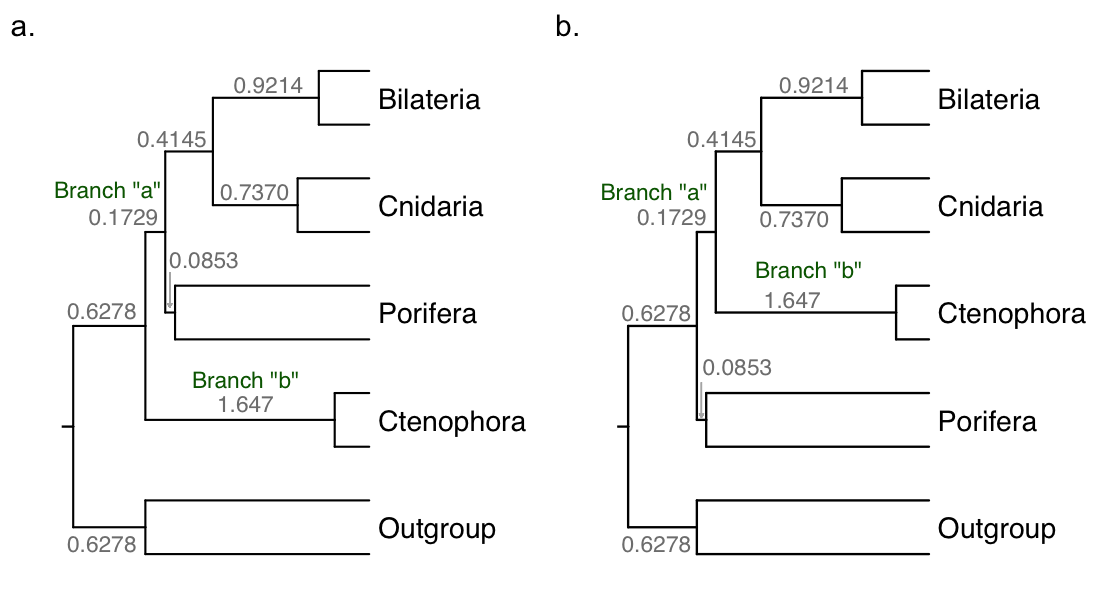 a.
0.9214
Bilateria
0.4145
Branch "a"
0.7370
Cnidaria
0.1729
0.0853
0.6278
Porifera
Branch "b"
1.647
Ctenophora
Outgroup
0.6278
b.
0.9214
Bilateria
0.4145
Branch "a"
0.1729
0.7370
Cnidaria
Branch "b"
1.647
0.6278
Ctenophora
0.0853
Porifera
Outgroup
0.6278